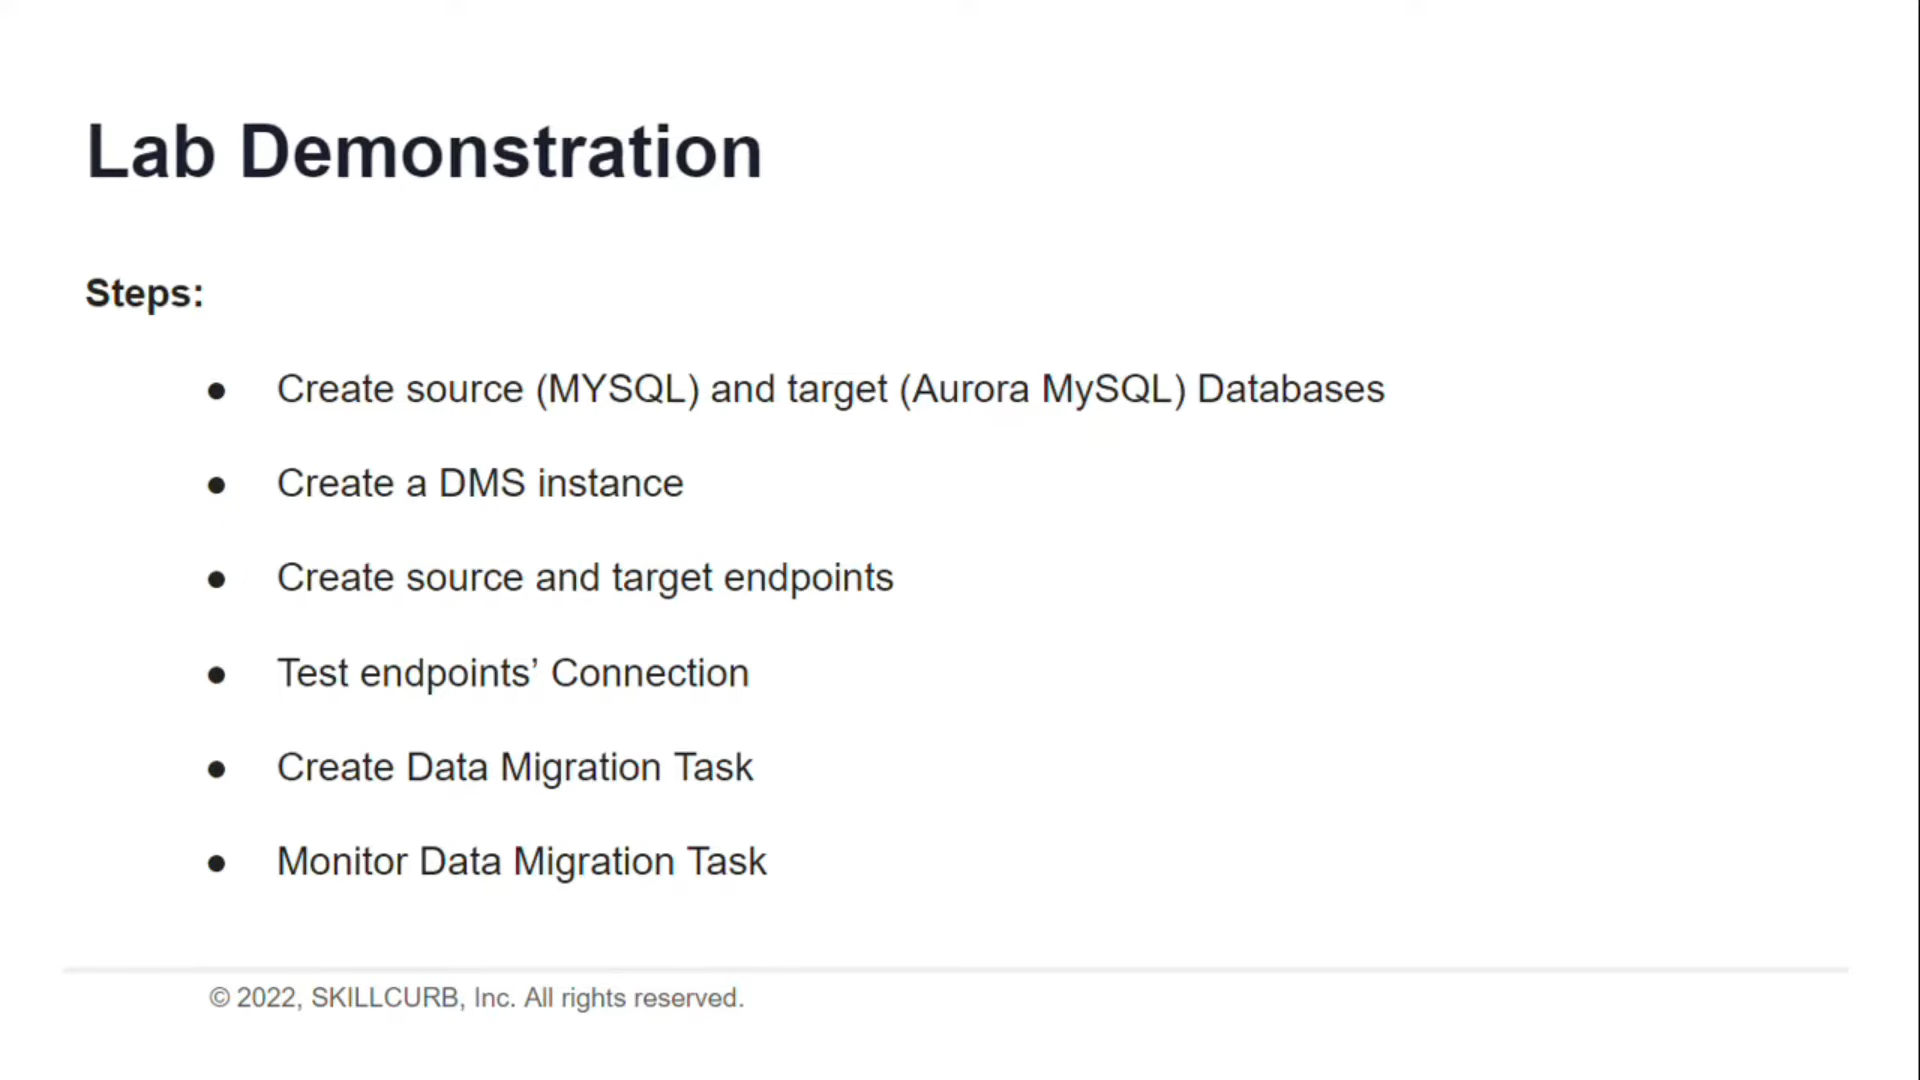 Lab Demonstration
Steps:
● Create source (MYSQL) and target (Aurora MySQL) Databases
● Create a DMS instance
● Create source and target endpoints
● Test endpoints’ Connection
● Create Data Migration Task
● Monitor Data Migration Task
© 2022, SKILLCURB, Inc. All rights reserved.